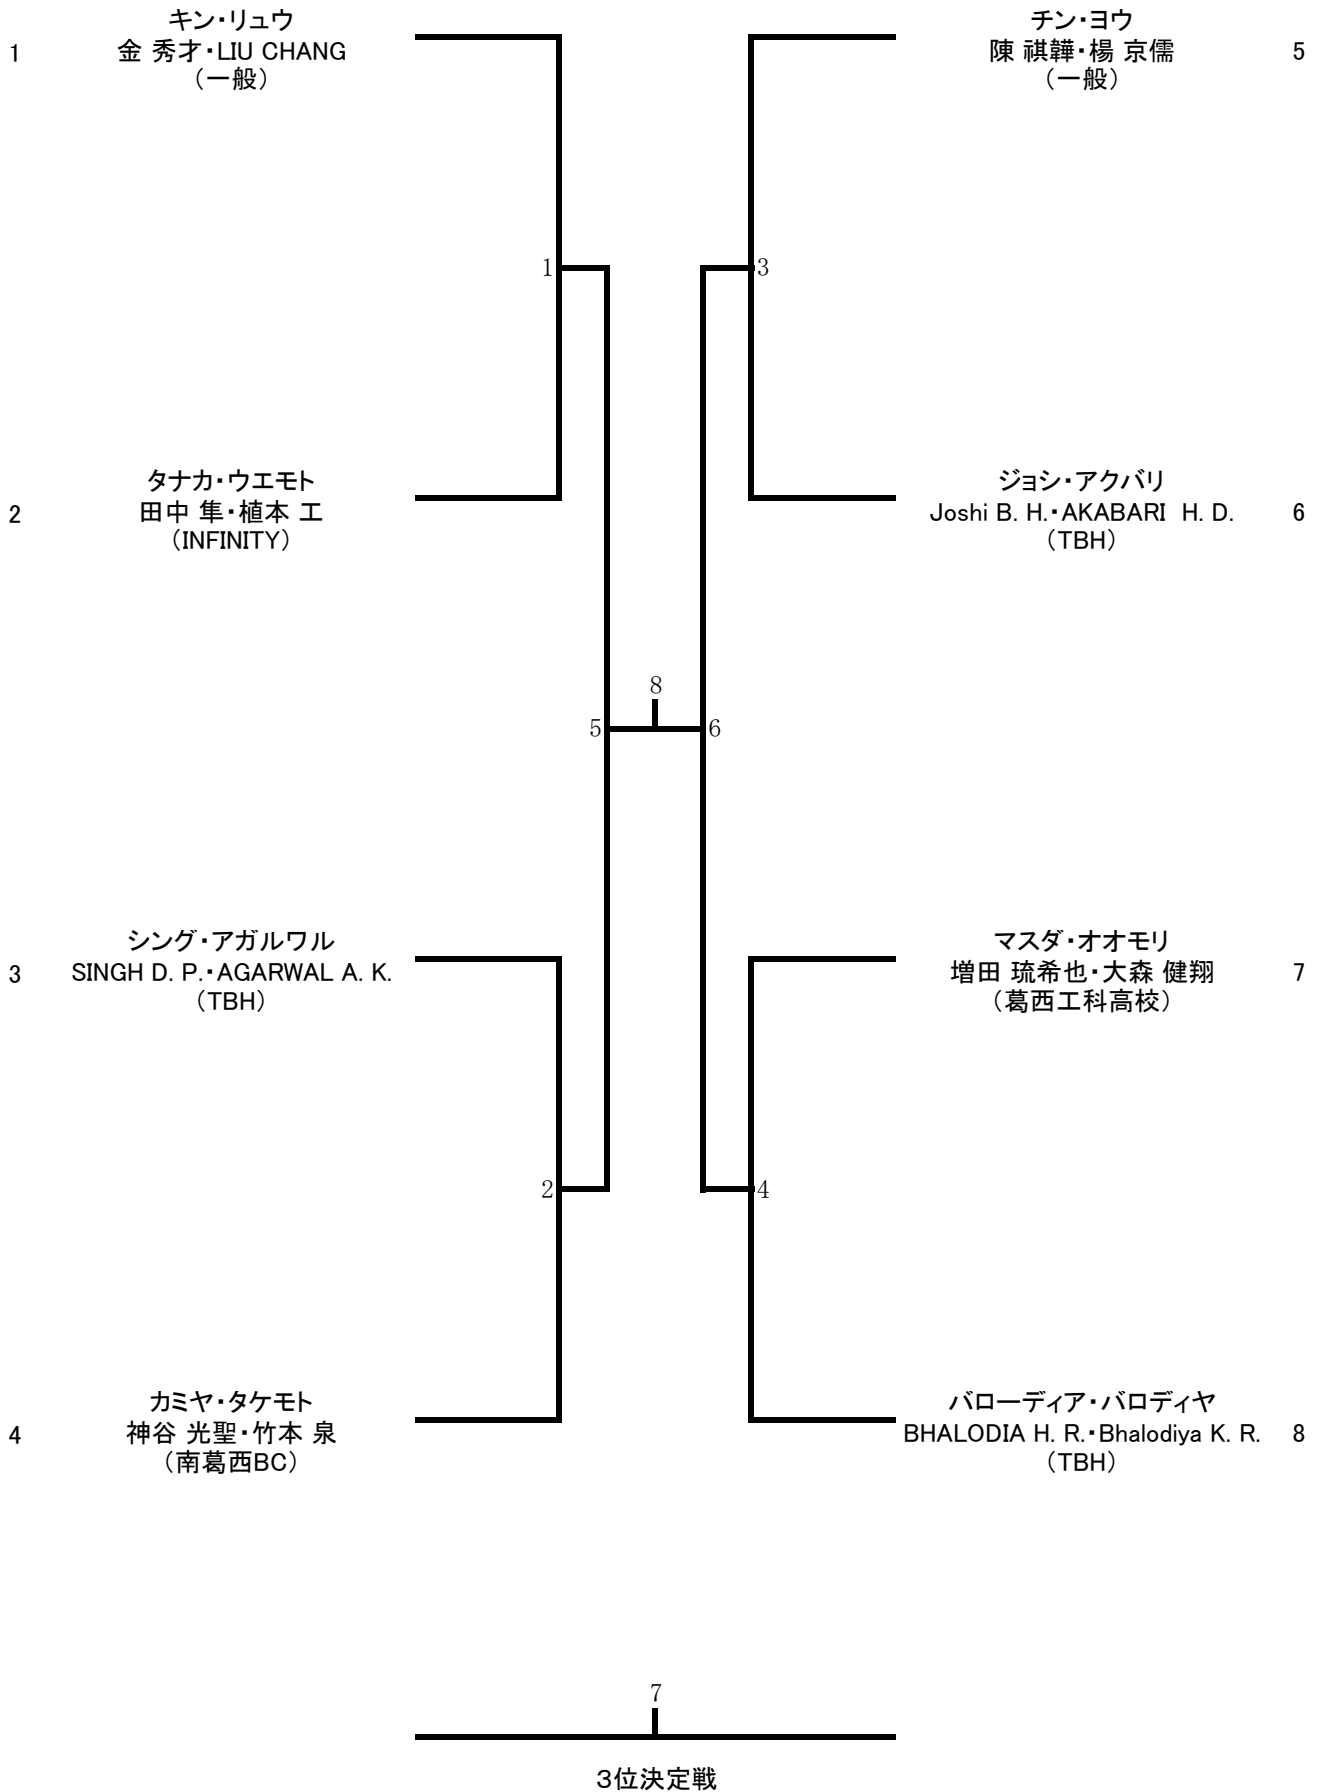 キン・リュウ
1 金 秀才・LIU CHANG
（一般）
チン・ヨウ
陳 祺韡・楊 京儒 5
（一般）
1
3
タナカ・ウエモト
2 田中 隼・植本 工
（INFINITY）
ジョシ・アクバリ
Joshi B. H.・AKABARI H. D. 6
（TBH）
8
5
6
シング・アガルワル
3 SINGH D. P.・AGARWAL A. K.
（TBH）
マスダ・オオモリ
増田 琉希也・大森 健翔 7
（葛西工科高校）
2
4
カミヤ・タケモト
4 神谷 光聖・竹本 泉
（南葛西BC）
バローディア・バロディヤ
BHALODIA H. R.・Bhalodiya K. R. 8
（TBH）
7
3位決定戦